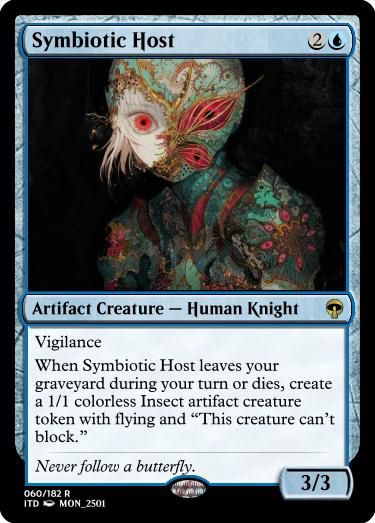 Symbiotic Host 2
Artifact Creature — Human Knight
Vigilance
When Symbiotic Host leaves your
graveyard during your turn or dies, create
a 1/1 colorless Insect artifact creature
token with flying and “This creature can’t
block.”
Never follow a butterfly.
3/3
060/182 R
ITD MON_2501